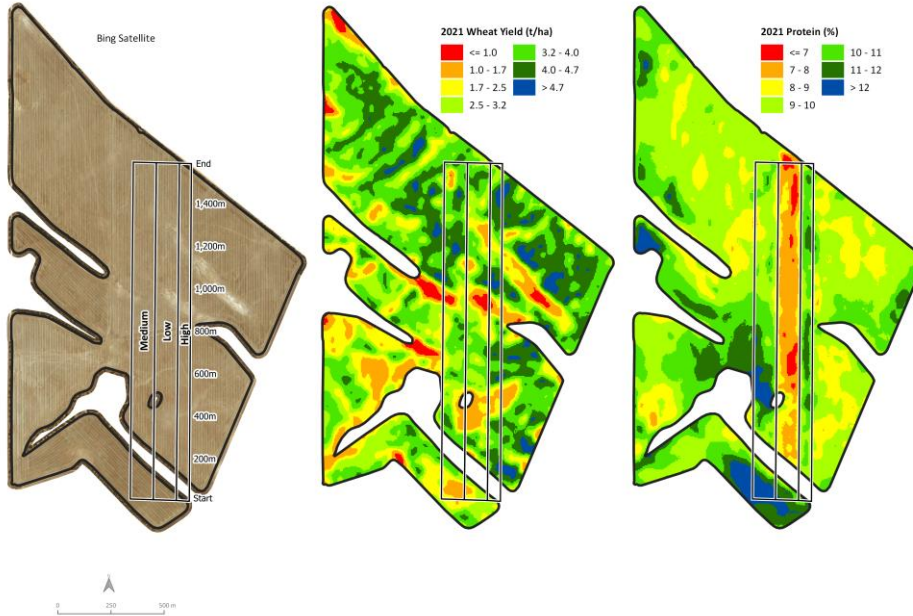 Bing Satellite
End
1,400m
1,200m
1,000m
800m
600m
400m
200m
Start
Medium
Low
High
0 250 500 m
2021 Wheat Yield (t/ha)
<= 1.0
1.0 - 1.7
1.7 - 2.5
2.5 - 3.2
3.2 - 4.0
4.0 - 4.7
> 4.7
2021 Protein (%)
<= 7
7 - 8
8 - 9
9 - 10
10 - 11
11 - 12
> 12